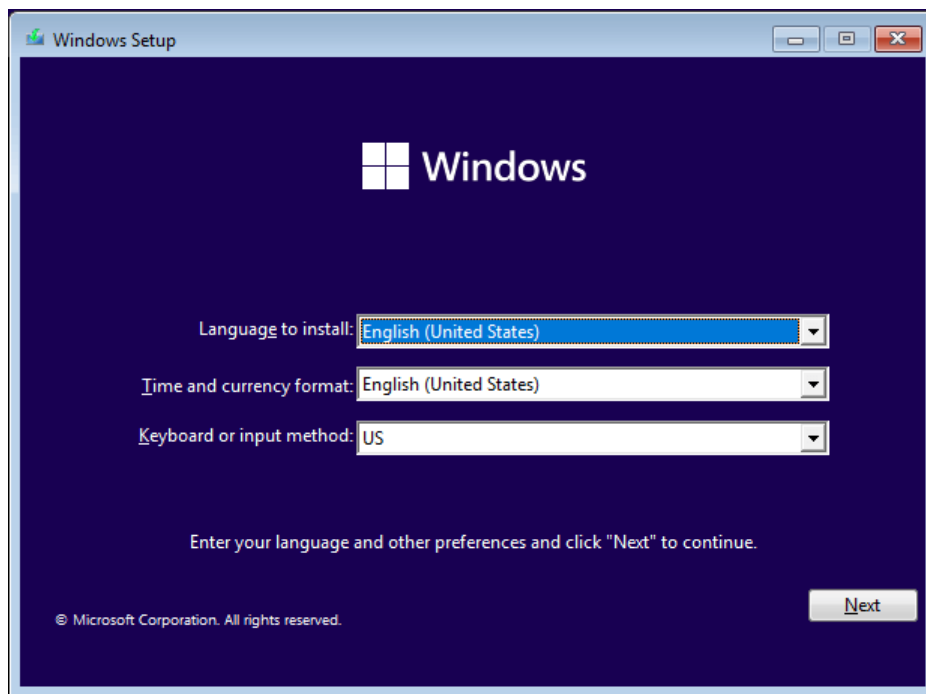 Windows Setup
Windows
Language to install: English (United States)
Time and currency format: English (United States)
Keyboard or input method: US
Enter your language and other preferences and click "Next" to continue.
Next
© Microsoft Corporation. All rights reserved.